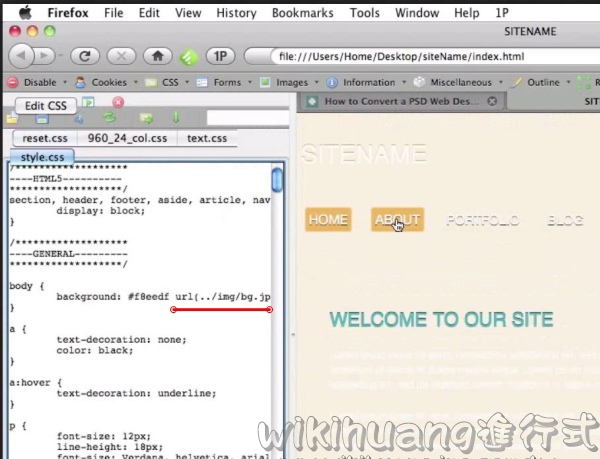 Firefox File Edit View History Bookmarks Tools Window Help 1P
SITENAME
1P file:///Users/Home/Desktop/siteName/index.html
Disable Cookies CSS Forms Images Information Miscellaneous Outline
Edit CSS
How to Convert a PSD Web Des...
reset.css 960_24_col.css text.css
style.css
/*******************
----HTML5----------
*******************/
section, header, footer, aside, article, nav
display: block;
}
/*******************
----GENERAL---------
*******************/
body {
background: #f8eedf url(../img/bg.jp
}
a {
text-decoration: none;
color: black;
}
a:hover {
text-decoration: underline;
}
p {
font-size: 12px;
line-height: 18px;
font-size: Verdana, helvetica, arial
SITENAME
HOME ABOUT PORTFOLIO BLOG
WELCOME TO OUR SITE
wikihuang進行式